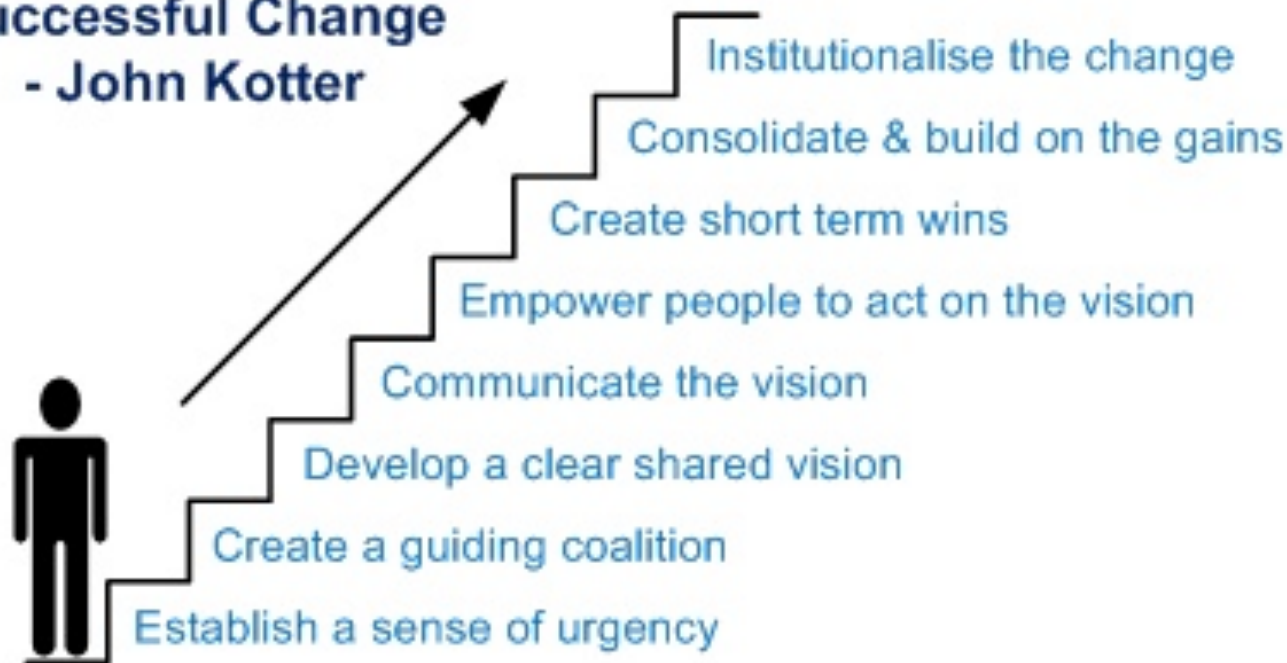 uccessful Change
- John Kotter
Institutionalise the change
Consolidate & build on the gains
Create short term wins
Empower people to act on the vision
Communicate the vision
Develop a clear shared vision
Create a guiding coalition
Establish a sense of urgency